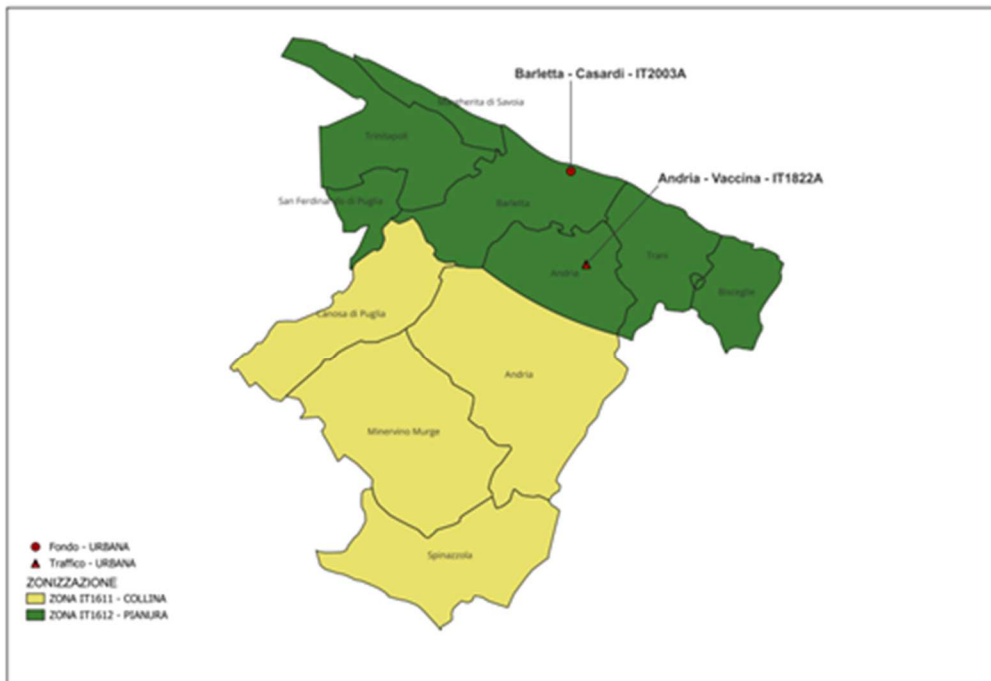 Barletta - Casardi - IT2003A
Margherita di Savoia
Trinitapoli
Andria - Vaccina - IT1822A
San Ferdinando di Puglia
Barletta
Trani
Andria
Bisceglie
Canosa di Puglia
Andria
Minervino Murge
Spinazzola
Fondo - URBANA
Traffico - URBANA
ZONIZZAZIONE
ZONA IT1611 - COLLINA
ZONA IT1612 - PIANURA